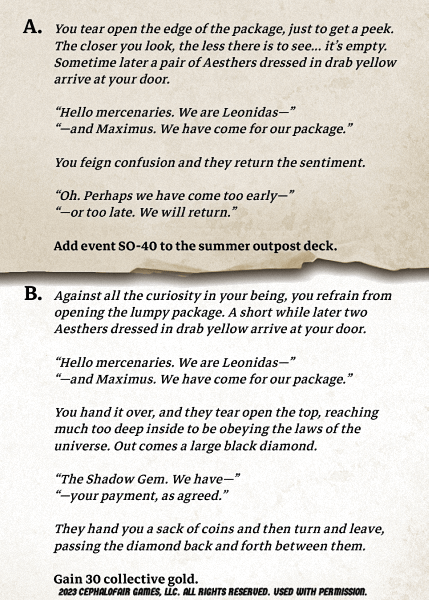 A. You tear open the edge of the package, just to get a peek.
The closer you look, the less there is to see... it’s empty.
Sometime later a pair of Aesthers dressed in drab yellow
arrive at your door.
“Hello mercenaries. We are Leonidas—”
“—and Maximus. We have come for our package.”
You feign confusion and they return the sentiment.
“Oh. Perhaps we have come too early—”
“—or too late. We will return.”
Add event SO-40 to the summer outpost deck.
B. Against all the curiosity in your being, you refrain from
opening the lumpy package. A short while later two
Aesthers dressed in drab yellow arrive at your door.
“Hello mercenaries. We are Leonidas—”
“—and Maximus. We have come for our package.”
You hand it over, and they tear open the top, reaching
much too deep inside to be obeying the laws of the
universe. Out comes a large black diamond.
“The Shadow Gem. We have—”
“—your payment, as agreed.”
They hand you a sack of coins and then turn and leave,
passing the diamond back and forth between them.
Gain 30 collective gold.
2023 CEPHALOFAIR GAMES, LLC. ALL RIGHTS RESERVED. USED WITH PERMISSION.